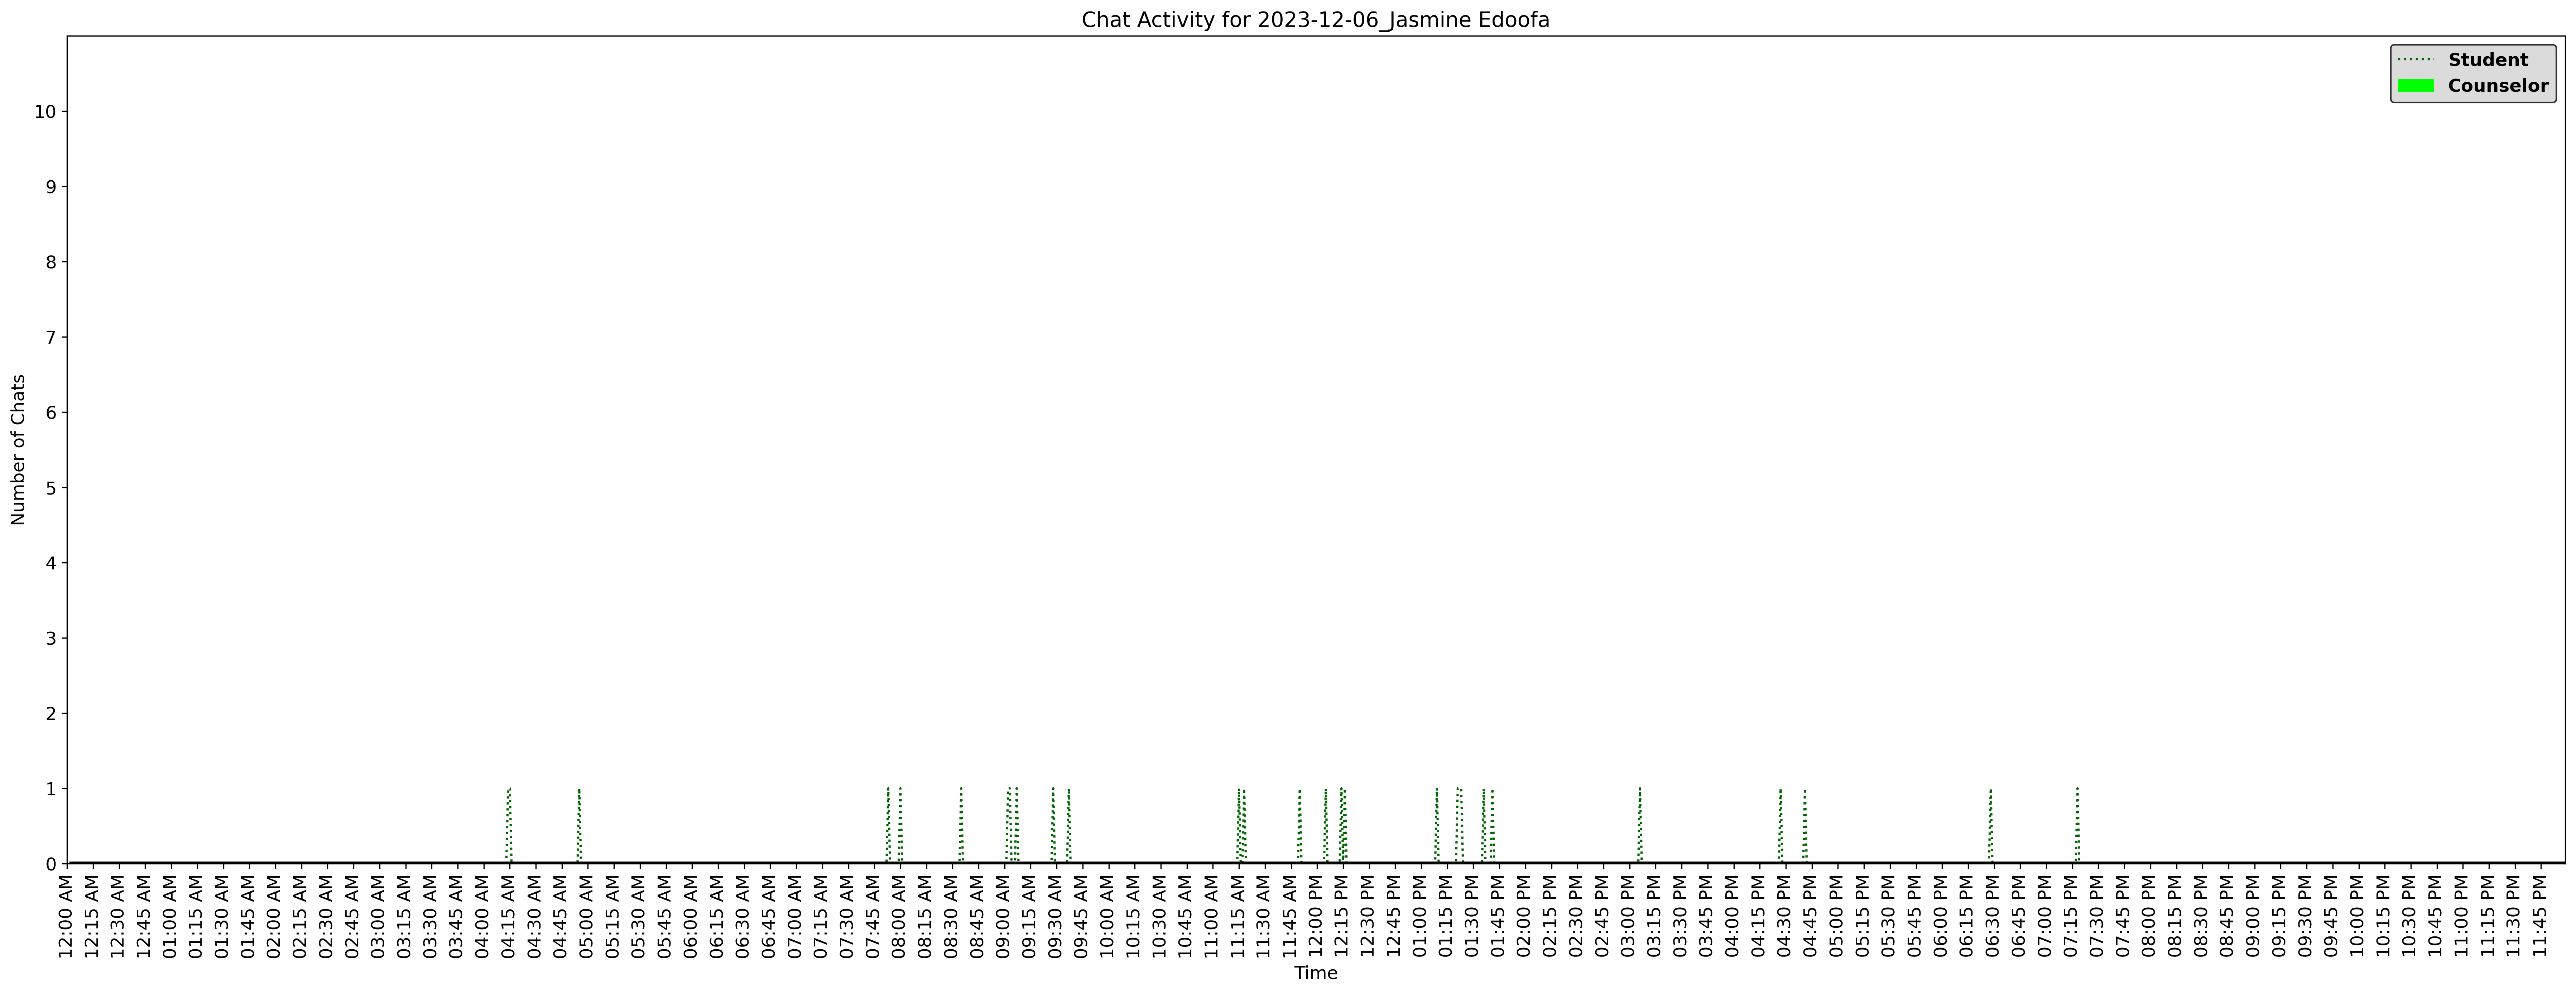 Chat Activity for 2023-12-06_Jasmine Edoofa
Student
Counselor
Number of Chats
10
9
8
7
6
5
4
3
2
1
0
12:00 AM
12:15 AM
12:30 AM
12:45 AM
01:00 AM
01:15 AM
01:30 AM
01:45 AM
02:00 AM
02:15 AM
02:30 AM
02:45 AM
03:00 AM
03:15 AM
03:30 AM
03:45 AM
04:00 AM
04:15 AM
04:30 AM
04:45 AM
05:00 AM
05:15 AM
05:30 AM
05:45 AM
06:00 AM
06:15 AM
06:30 AM
06:45 AM
07:00 AM
07:15 AM
07:30 AM
07:45 AM
08:00 AM
08:15 AM
08:30 AM
08:45 AM
09:00 AM
09:15 AM
09:30 AM
09:45 AM
10:00 AM
10:15 AM
10:30 AM
10:45 AM
11:00 AM
11:15 AM
11:30 AM
11:45 AM
12:00 PM
12:15 PM
12:30 PM
12:45 PM
01:00 PM
01:15 PM
01:30 PM
01:45 PM
02:00 PM
02:15 PM
02:30 PM
02:45 PM
03:00 PM
03:15 PM
03:30 PM
03:45 PM
04:00 PM
04:15 PM
04:30 PM
04:45 PM
05:00 PM
05:15 PM
05:30 PM
05:45 PM
06:00 PM
06:15 PM
06:30 PM
06:45 PM
07:00 PM
07:15 PM
07:30 PM
07:45 PM
08:00 PM
08:15 PM
08:30 PM
08:45 PM
09:00 PM
09:15 PM
09:30 PM
09:45 PM
10:00 PM
10:15 PM
10:30 PM
10:45 PM
11:00 PM
11:15 PM
11:30 PM
11:45 PM
Time